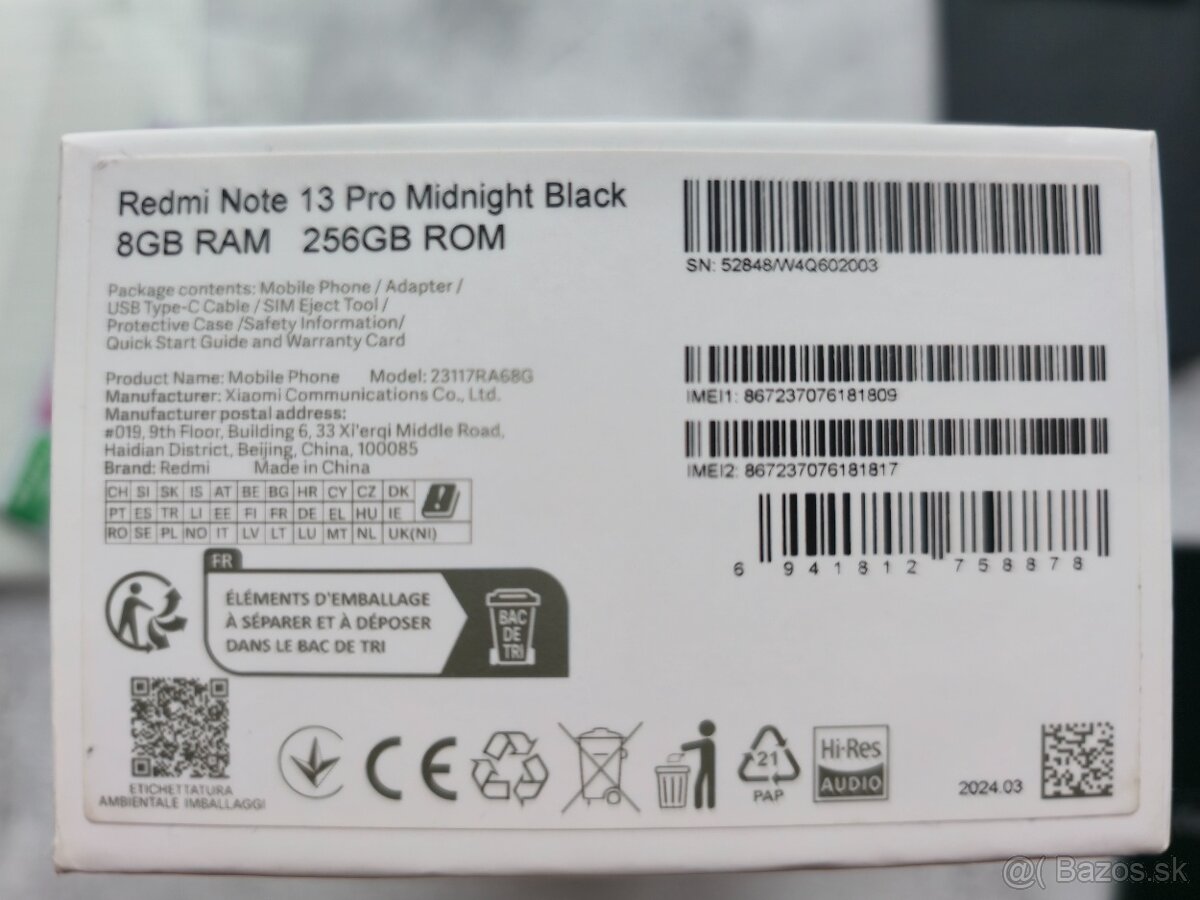 Redmi Note 13 Pro Midnight Black
8GB RAM 256GB ROM
Package contents: Mobile Phone / Adapter /
USB Type-C Cable / SIM Eject Tool /
Protective Case /Safety Information/
Quick Start Guide and Warranty Card
Product Name: Mobile Phone Model: 23117RA68G
Manufacturer: Xiaomi Communications Co., Ltd.
Manufacturer postal address:
#019, 9th Floor, Building 6, 33 Xi'erqi Middle Road,
Haidian District, Beijing, China, 100085
Brand: Redmi Made in China
CH SI SK IS AT BE BG HR CY CZ DK
PT ES TR LI EE FI FR DE EL HU IE
RO SE PL NO IT LV LT LU MT NL UK(NI)
FR
ÉLÉMENTS D'EMBALLAGE
À SÉPARER ET À DÉPOSER
DANS LE BAC DE TRI
BAC
DE
TRI
ETICHETTATURA
AMBIENTALE IMBALLAGGI
SN: 52848/W4Q602003
IMEI1: 867237076181809
IMEI2: 867237076181817
6 941812 758878
CE
21
PAP
Hi-Res
AUDIO
2024.03
@( Bazos.sk